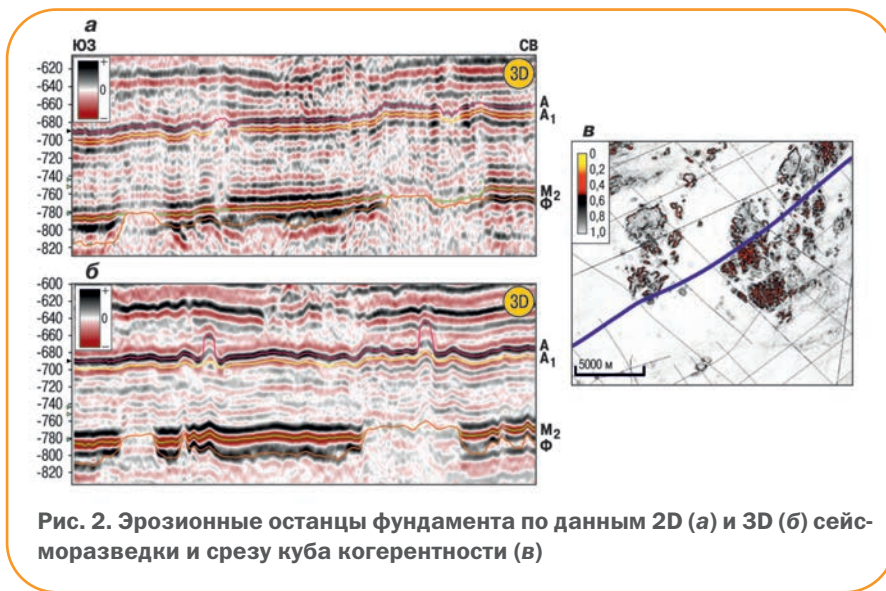 а
ЮЗ
СВ
+
0
-
3D
-620
-640
-660
-680
-700
-720
-740
-760
-780
-800
-820
А
А1
М2
Ф
б
+
0
-
3D
-600
-620
-640
-660
-680
-700
-720
-740
-760
-780
-800
-820
А
А1
М2
Ф
в
0
0,2
0,4
0,6
0,8
1,0
5000 м
Рис. 2. Эрозионные останцы фундамента по данным 2D (а) и 3D (б) сейс-
моразведки и срезу куба когерентности (в)